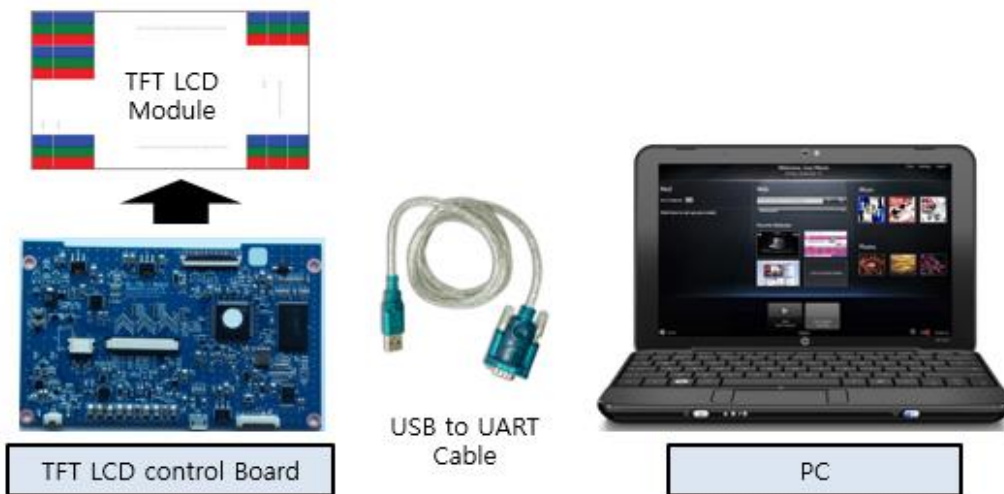 TFT LCD
Module
USB to UART
Cable
TFT LCD control Board
PC